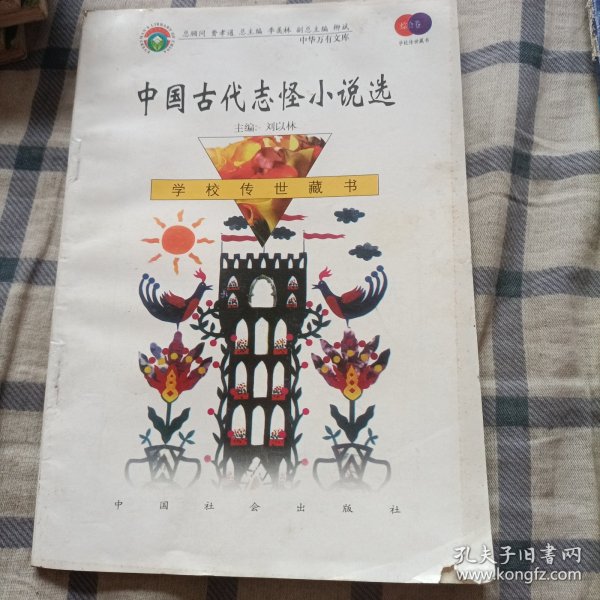 总顾问 费孝通 总主编 季羡林 副总主编 柳斌
中华万有文库
综合卷
学校传世藏书
中国古代志怪小说选
主编: 刘以林
学校传世藏书
中国社会出版社
孔夫子旧书网
www.kongfz.com